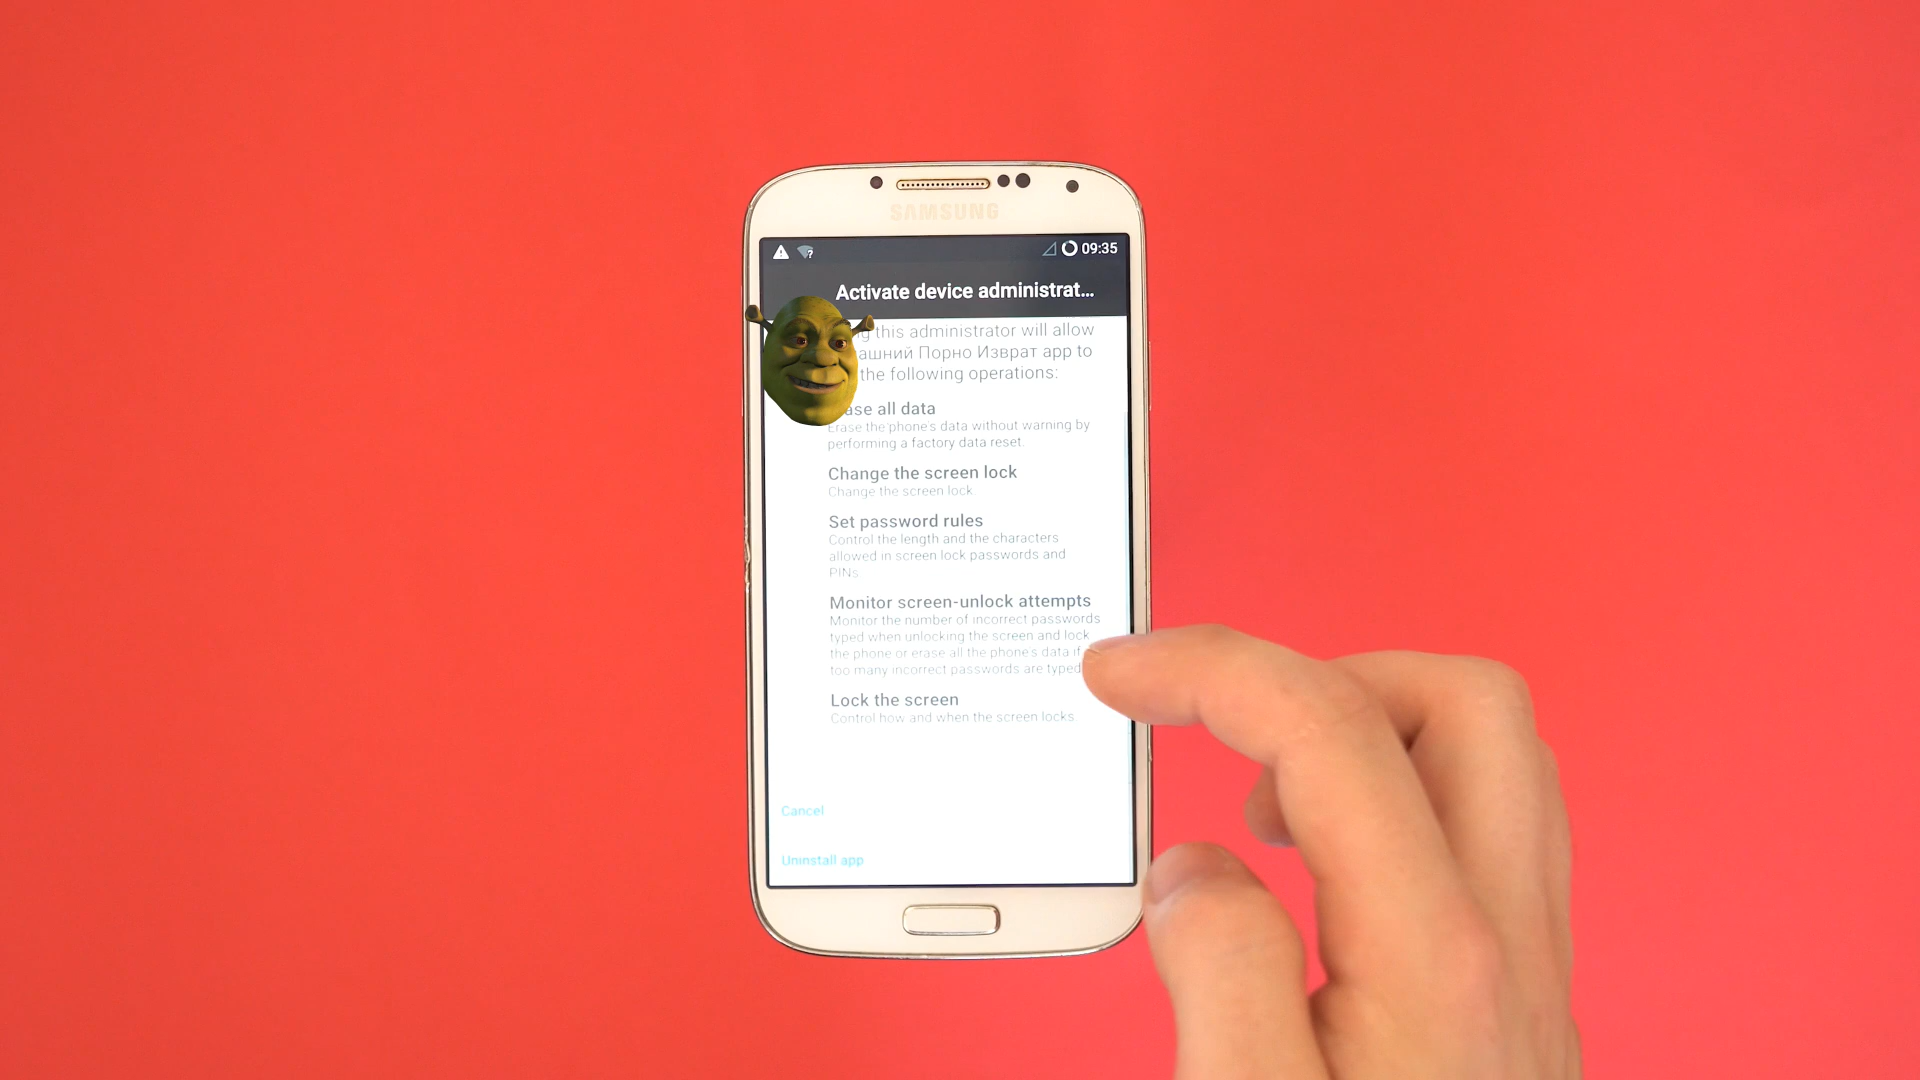 SAMSUNG
09:35
Activate device administrat...
this administrator will allow
Порно Изврат app to
the following operations:
all data
Erase the phone's data without warning by
performing a factory data reset.
Change the screen lock
Change the screen lock.
Set password rules
Control the length and the characters
allowed in screen lock passwords and
PINs.
Monitor screen-unlock attempts
Monitor the number of incorrect passwords
typed when unlocking the screen and lock
the phone or erase all the phone's data if
too many incorrect passwords are typed
Lock the screen
Control how and when the screen locks.
Cancel
Uninstall app